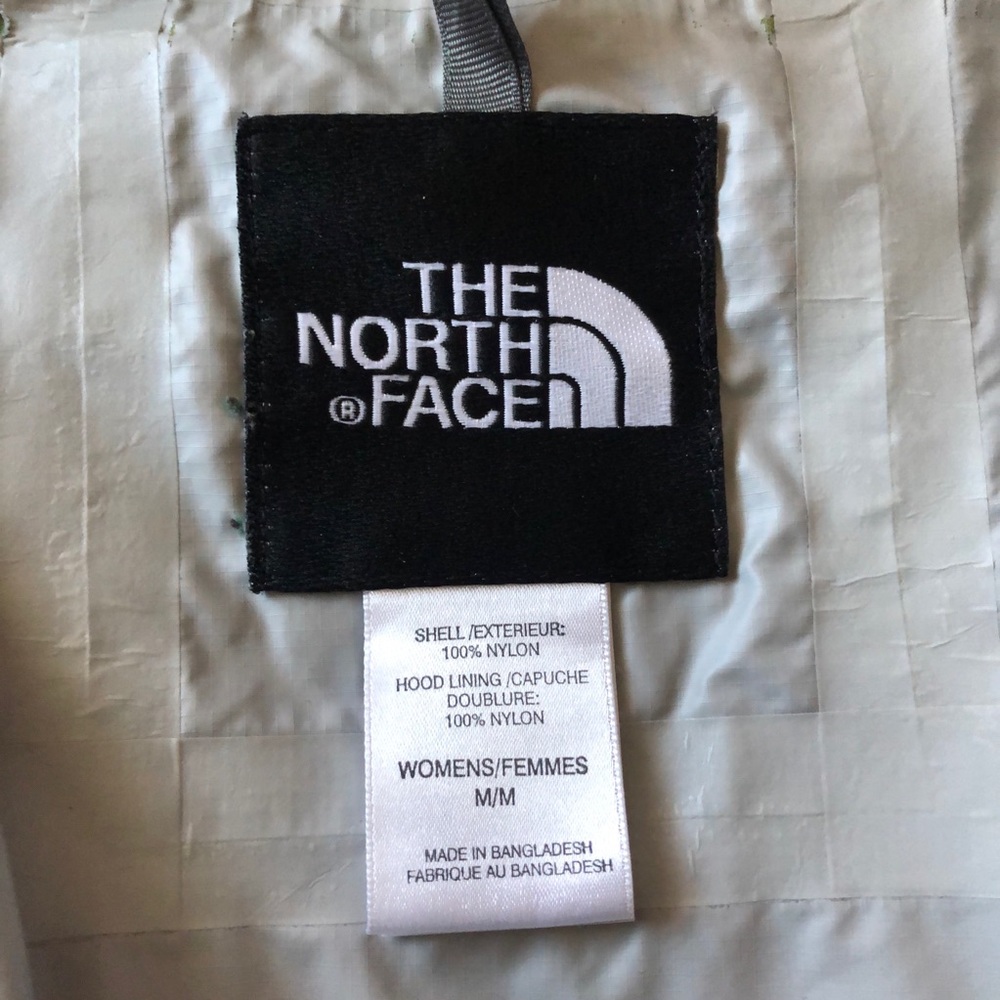 THE
NORTH
®FACE
SHELL /EXTERIEUR:
100% NYLON
HOOD LINING /CAPUCHE
DOUBLURE:
100% NYLON
WOMENS/FEMMES
M/M
MADE IN BANGLADESH
FABRIQUE AU BANGLADESH